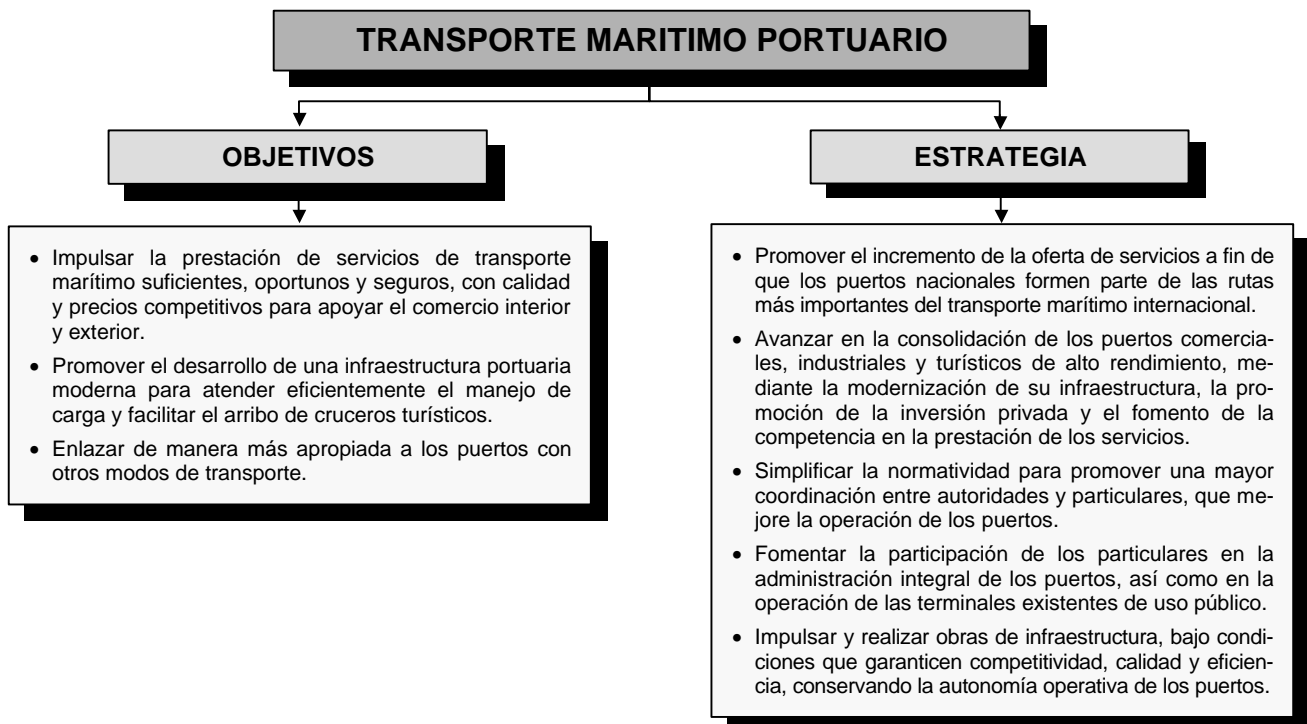 TRANSPORTE MARITIMO PORTUARIO
OBJETIVOS
• Impulsar la prestación de servicios de transporte
marítimo suficientes, oportunos y seguros, con calidad
y precios competitivos para apoyar el comercio interior
y exterior.
• Promover el desarrollo de una infraestructura portuaria
moderna para atender eficientemente el manejo de
carga y facilitar el arribo de cruceros turísticos.
• Enlazar de manera más apropiada a los puertos con
otros modos de transporte.
ESTRATEGIA
• Promover el incremento de la oferta de servicios a fin de
que los puertos nacionales formen parte de las rutas
más importantes del transporte marítimo internacional.
• Avanzar en la consolidación de los puertos comercia-
les, industriales y turísticos de alto rendimiento, me-
diante la modernización de su infraestructura, la pro-
moción de la inversión privada y el fomento de la
competencia en la prestación de los servicios.
• Simplificar la normatividad para promover una mayor
coordinación entre autoridades y particulares, que me-
jore la operación de los puertos.
• Fomentar la participación de los particulares en la
administración integral de los puertos, así como en la
operación de las terminales existentes de uso público.
• Impulsar y realizar obras de infraestructura, bajo condi-
ciones que garanticen competitividad, calidad y eficien-
cia, conservando la autonomía operativa de los puertos.